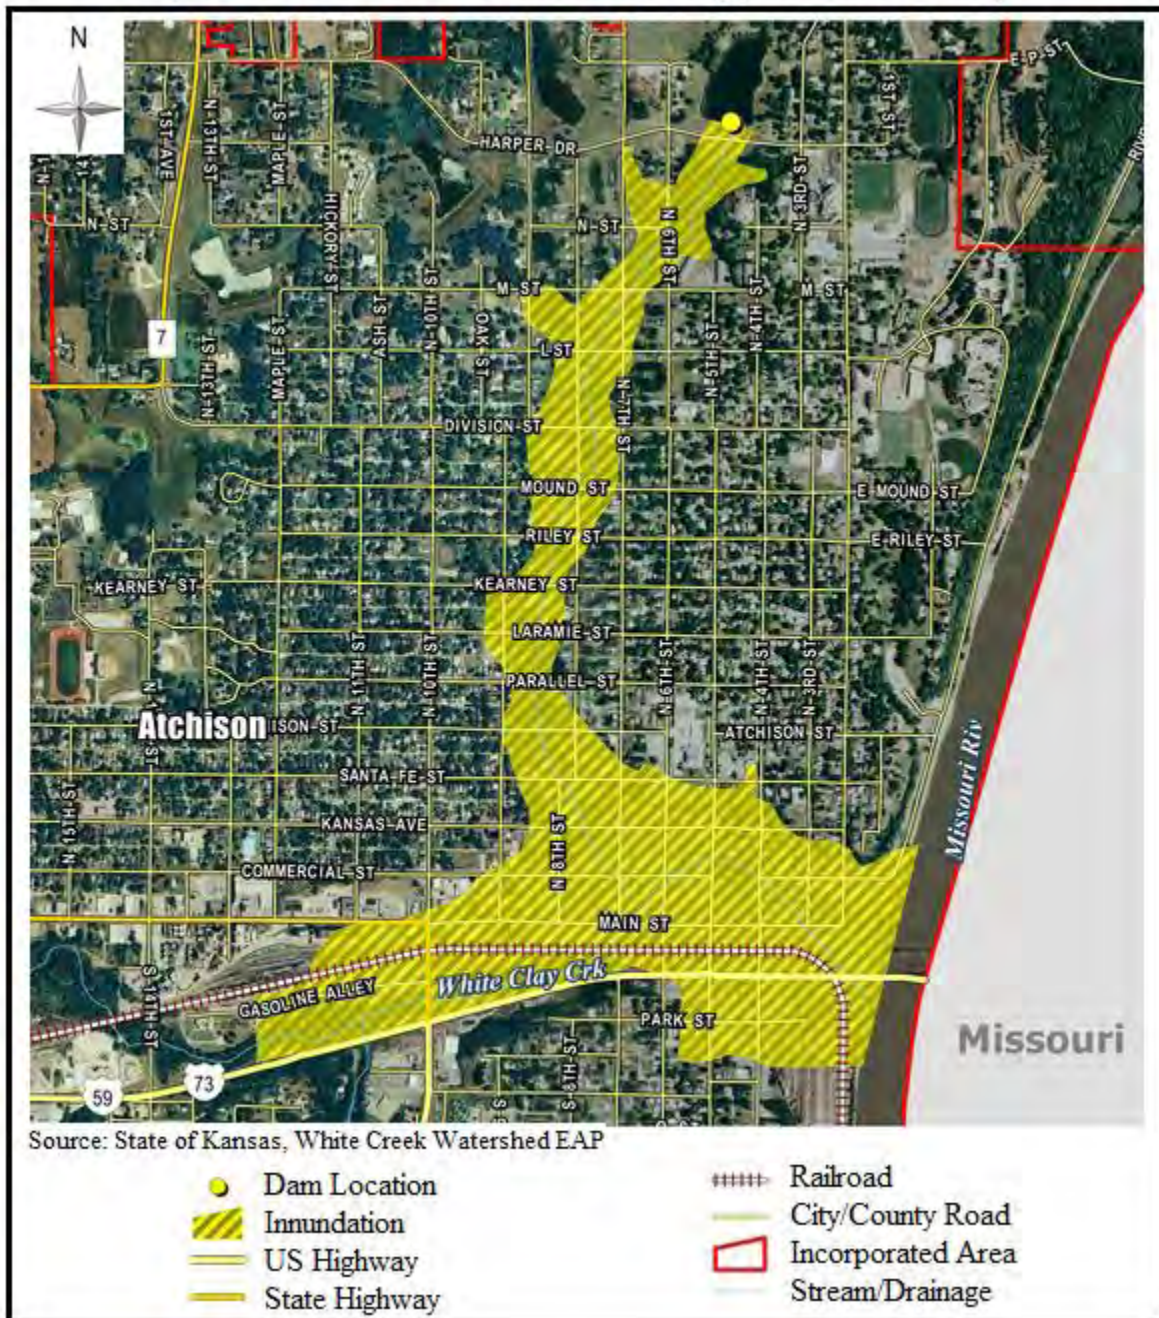 N
E-P-ST
1ST AVE
N-13TH-ST
MAPLE ST
HARPER-DR
1ST-ST
N-1
14
HICKORY-ST
N-ST
N-ST
N 6TH ST
N-3RD-ST
M-ST
M-ST
7
N-13TH-ST
MAPLE-ST
ASH ST
N-10TH-ST
OAK ST
L-ST
N-7TH-ST
N-5TH-ST
N-4TH ST
DIVISION-ST
MOUND ST
E MOUND ST
RILEY ST
E RILEY ST
KEARNEY ST
KEARNEY ST
LARAMIE-ST
N 11TH ST
N 10TH ST
PARALLEL-ST
N-6TH-ST
N-4TH ST
N-3RD-ST
Atchison
ISON-ST
ATCHISON ST
SANTA-FE-ST
N 15TH ST
KANSAS-AVE
N 8TH ST
COMMERCIAL ST
MAIN ST
Missouri Riv
GASOLINE ALLEY
White Clay Crk
S 14TH-ST
PARK ST
S-8TH ST
Missouri
59
73
Source: State of Kansas, White Creek Watershed EAP
Dam Location
Innundation
US Highway
State Highway
Railroad
City/County Road
Incorporated Area
Stream/Drainage